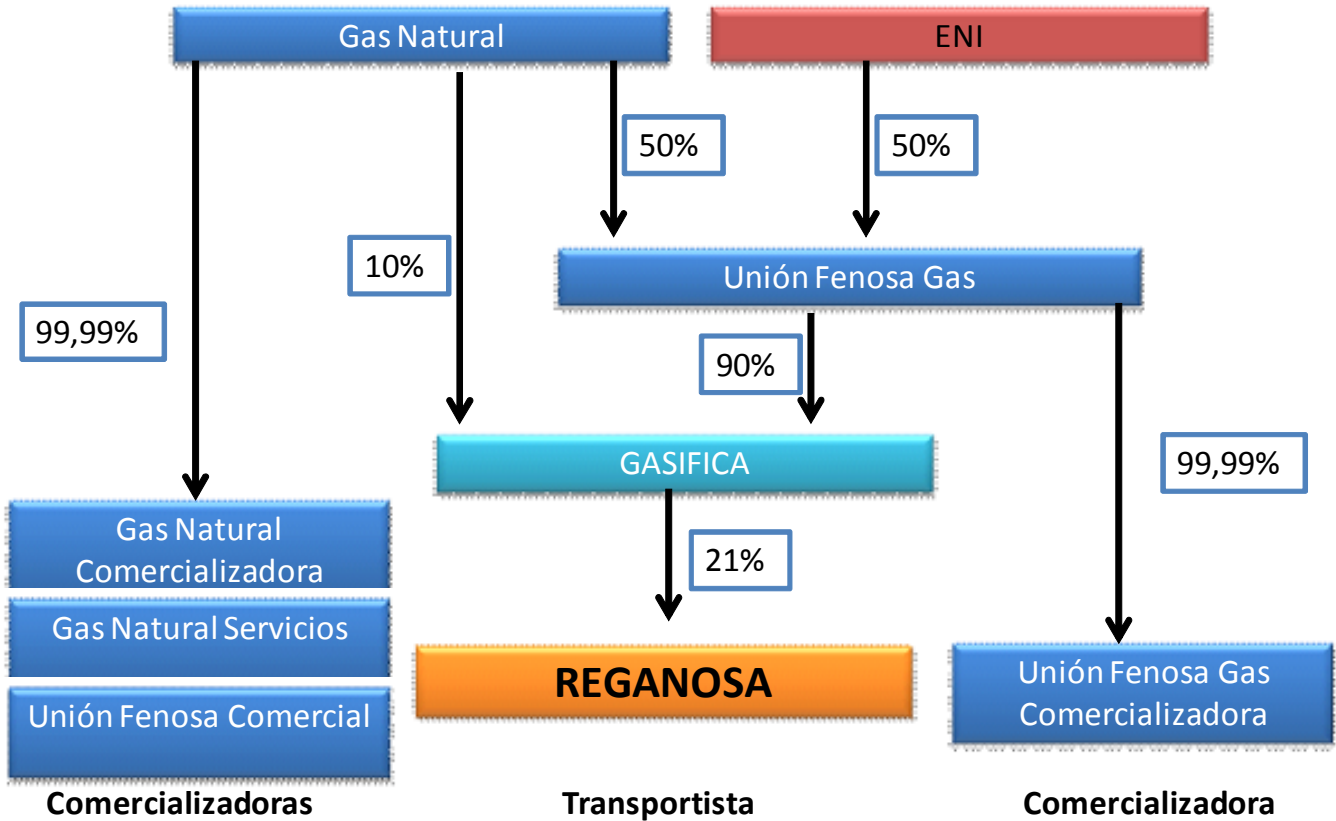 Gas Natural
ENI
50%
50%
10%
Unión Fenosa Gas
99,99%
90%
GASIFICA
99,99%
Gas Natural
Comercializadora
21%
Gas Natural Servicios
REGANOSA
Unión Fenosa Gas
Comercializadora
Unión Fenosa Comercial
Comercializadoras
Transportista
Comercializadora